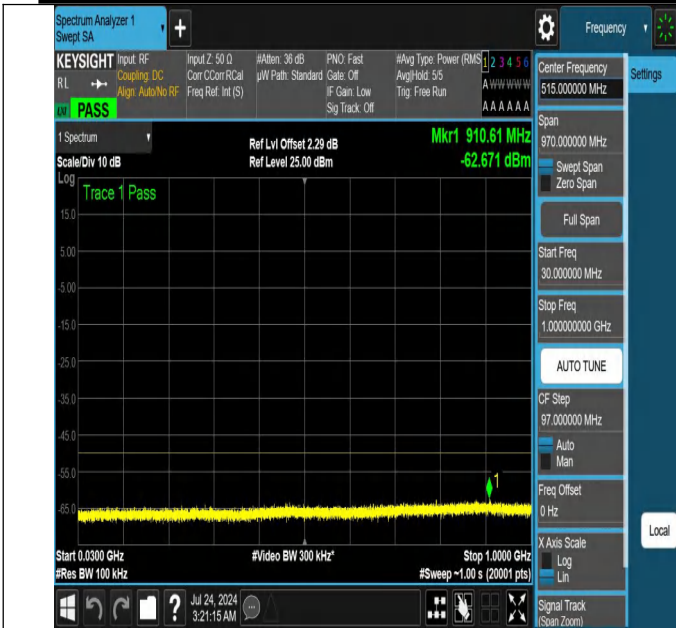 Spectrum Analyzer 1
Swept SA
+
Frequency
KEYSIGHT
Input: RF
Input Z: 50 Ω
#Atten: 36 dB
PNO: Fast
#Avg Type: Power (RMS
1 2 3 4 5 6
RL
Coupling: DC
Corr CCorr RCal
µW Path: Standard
Gate: Off
Avg|Hold: 5/5
A W W W W W
Align: Auto/No RF
Freq Ref: Int (S)
IF Gain: Low
Trig: Free Run
Sig Track: Off
A A A A A A
PASS
1 Spectrum
Ref Lvl Offset 2.29 dB
Mkr1 910.61 MHz
Scale/Div 10 dB
Ref Level 25.00 dBm
-62.671 dBm
Log
Trace 1 Pass
15.0
5.00
-5.00
-15.0
-25.0
-35.0
-45.0
-55.0
-65.0
1
Start 0.0300 GHz
#Video BW 300 kHz*
Stop 1.0000 GHz
#Res BW 100 kHz
#Sweep ~1.00 s (20001 pts)
?
Jul 24, 2024
3:21:15 AM
Center Frequency
515.000000 MHz
Settings
Span
970.000000 MHz
Swept Span
Zero Span
Full Span
Start Freq
30.000000 MHz
Stop Freq
1.000000000 GHz
AUTO TUNE
CF Step
97.000000 MHz
Auto
Man
Freq Offset
0 Hz
X Axis Scale
Log
Lin
Local
Signal Track
(Span Zoom)